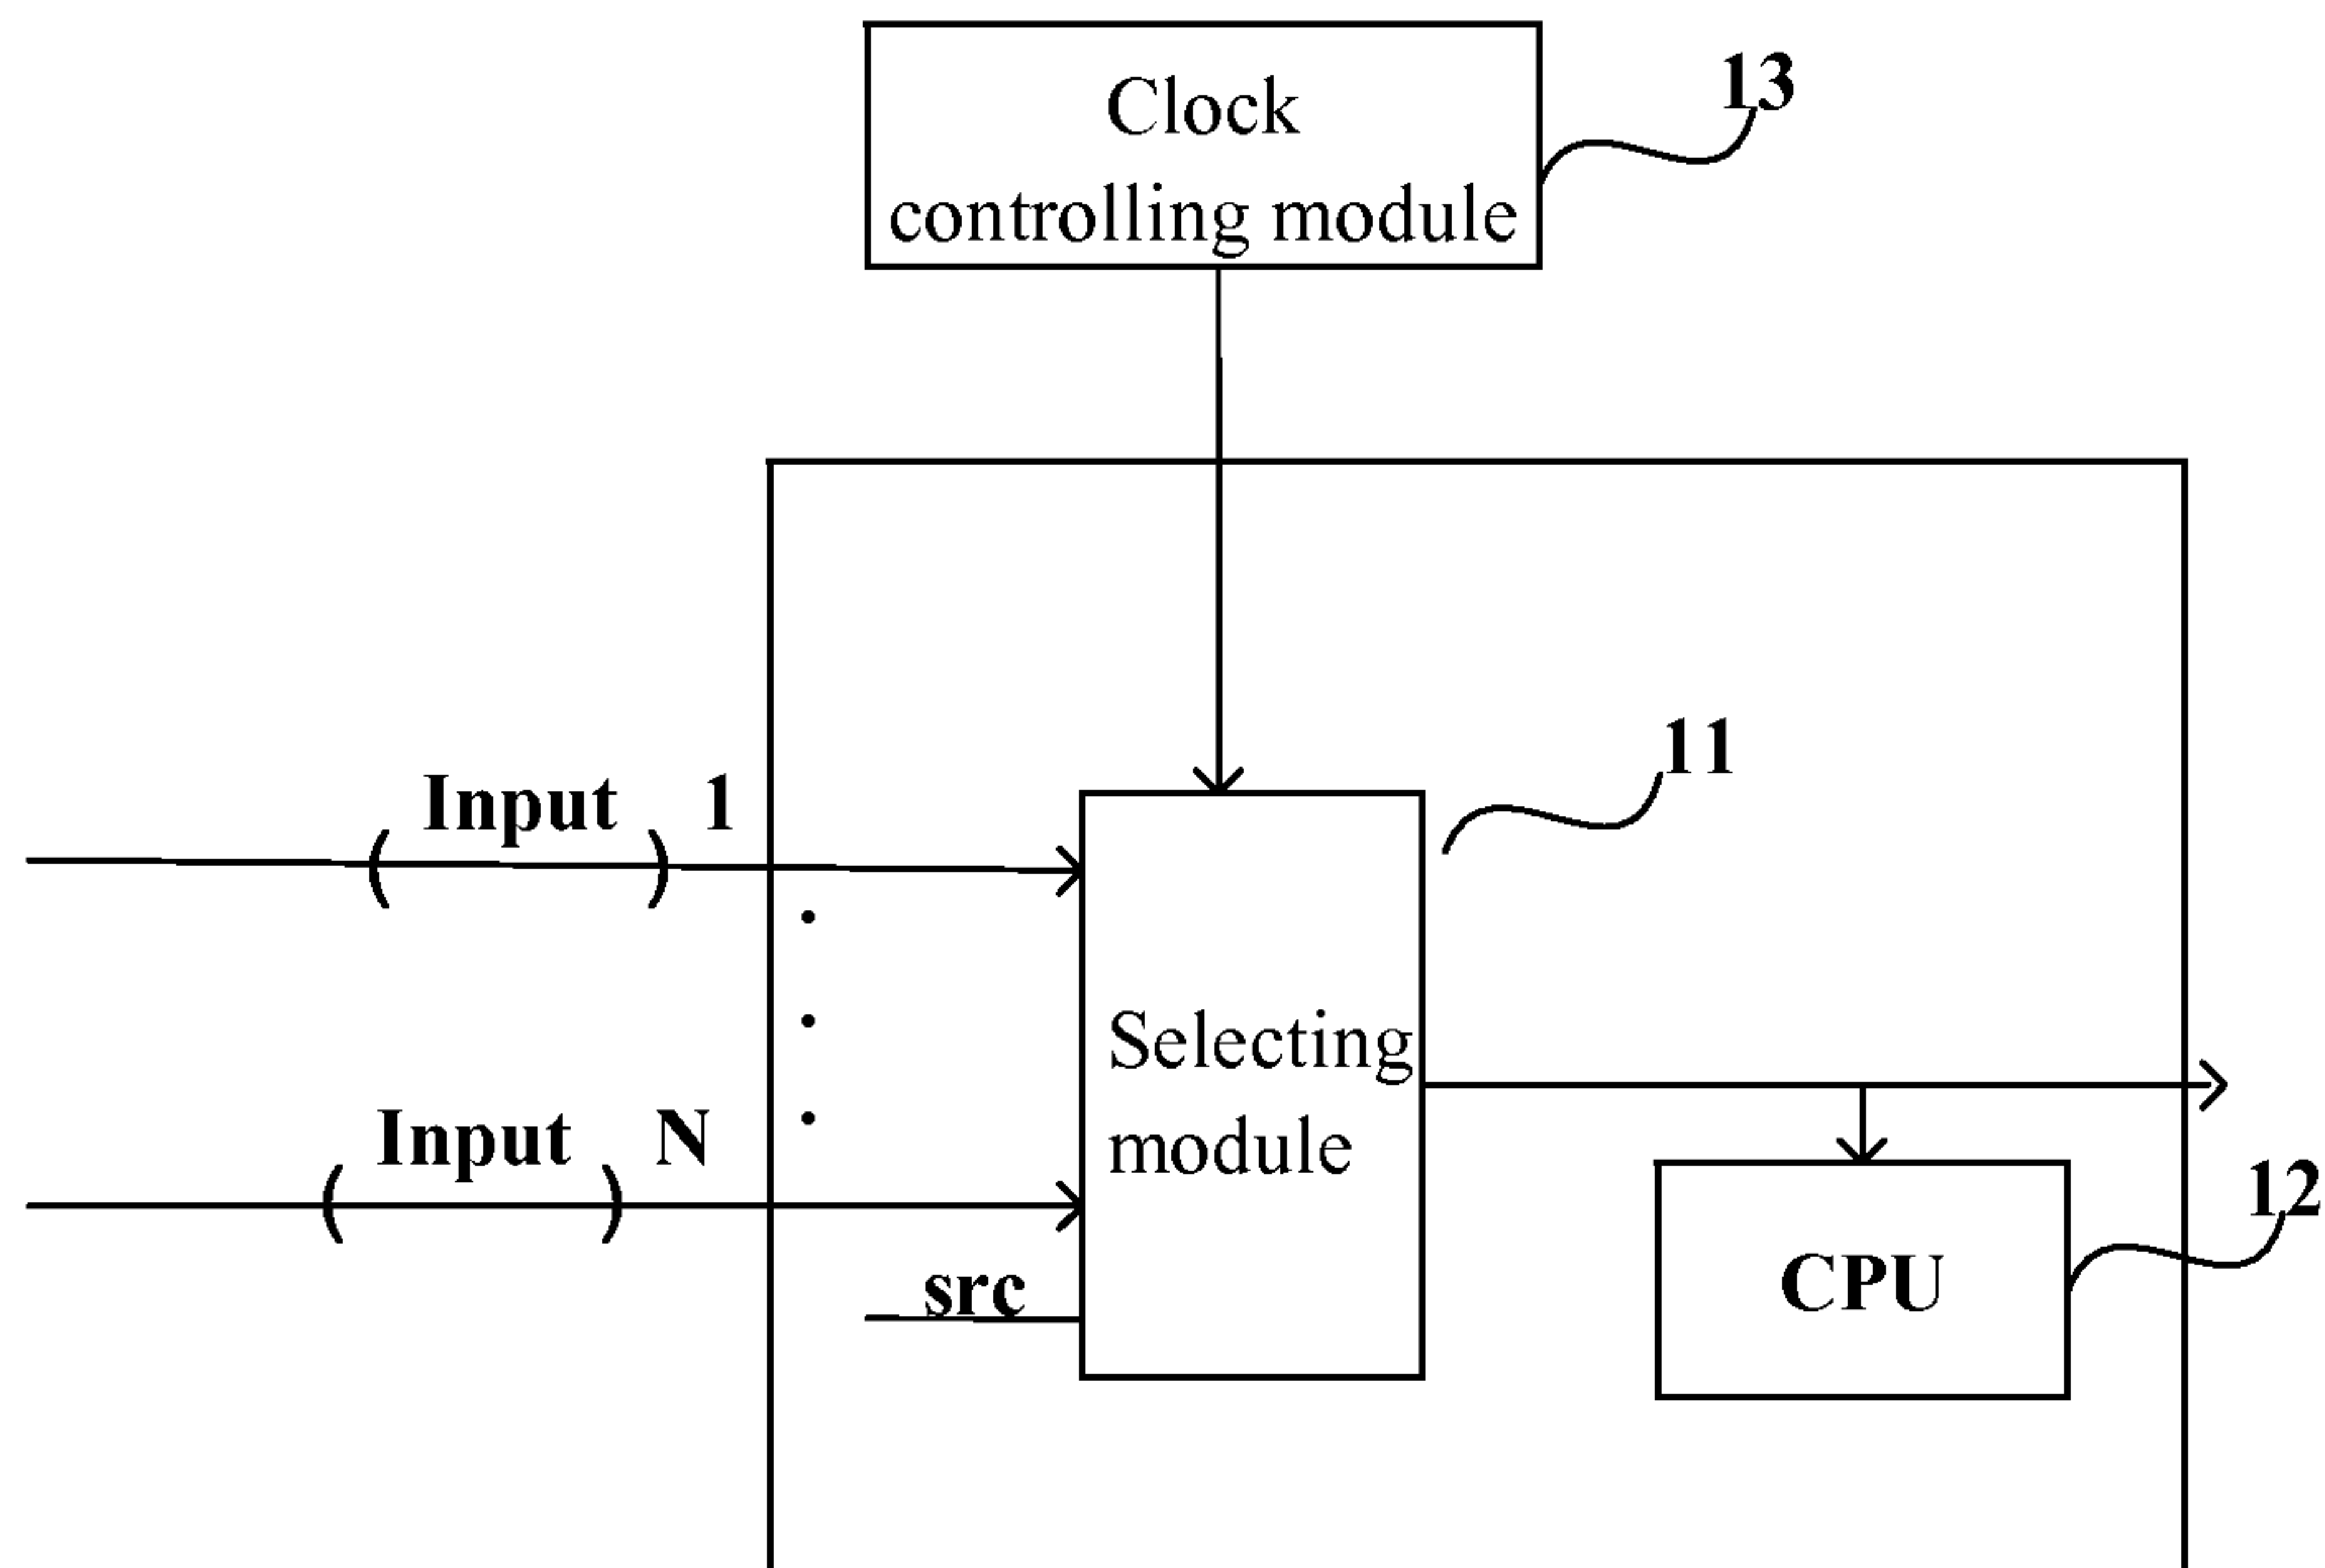 Clock
controlling module
13
11
Input 1
( )
Selecting
module
Input N
( )
12
src
CPU